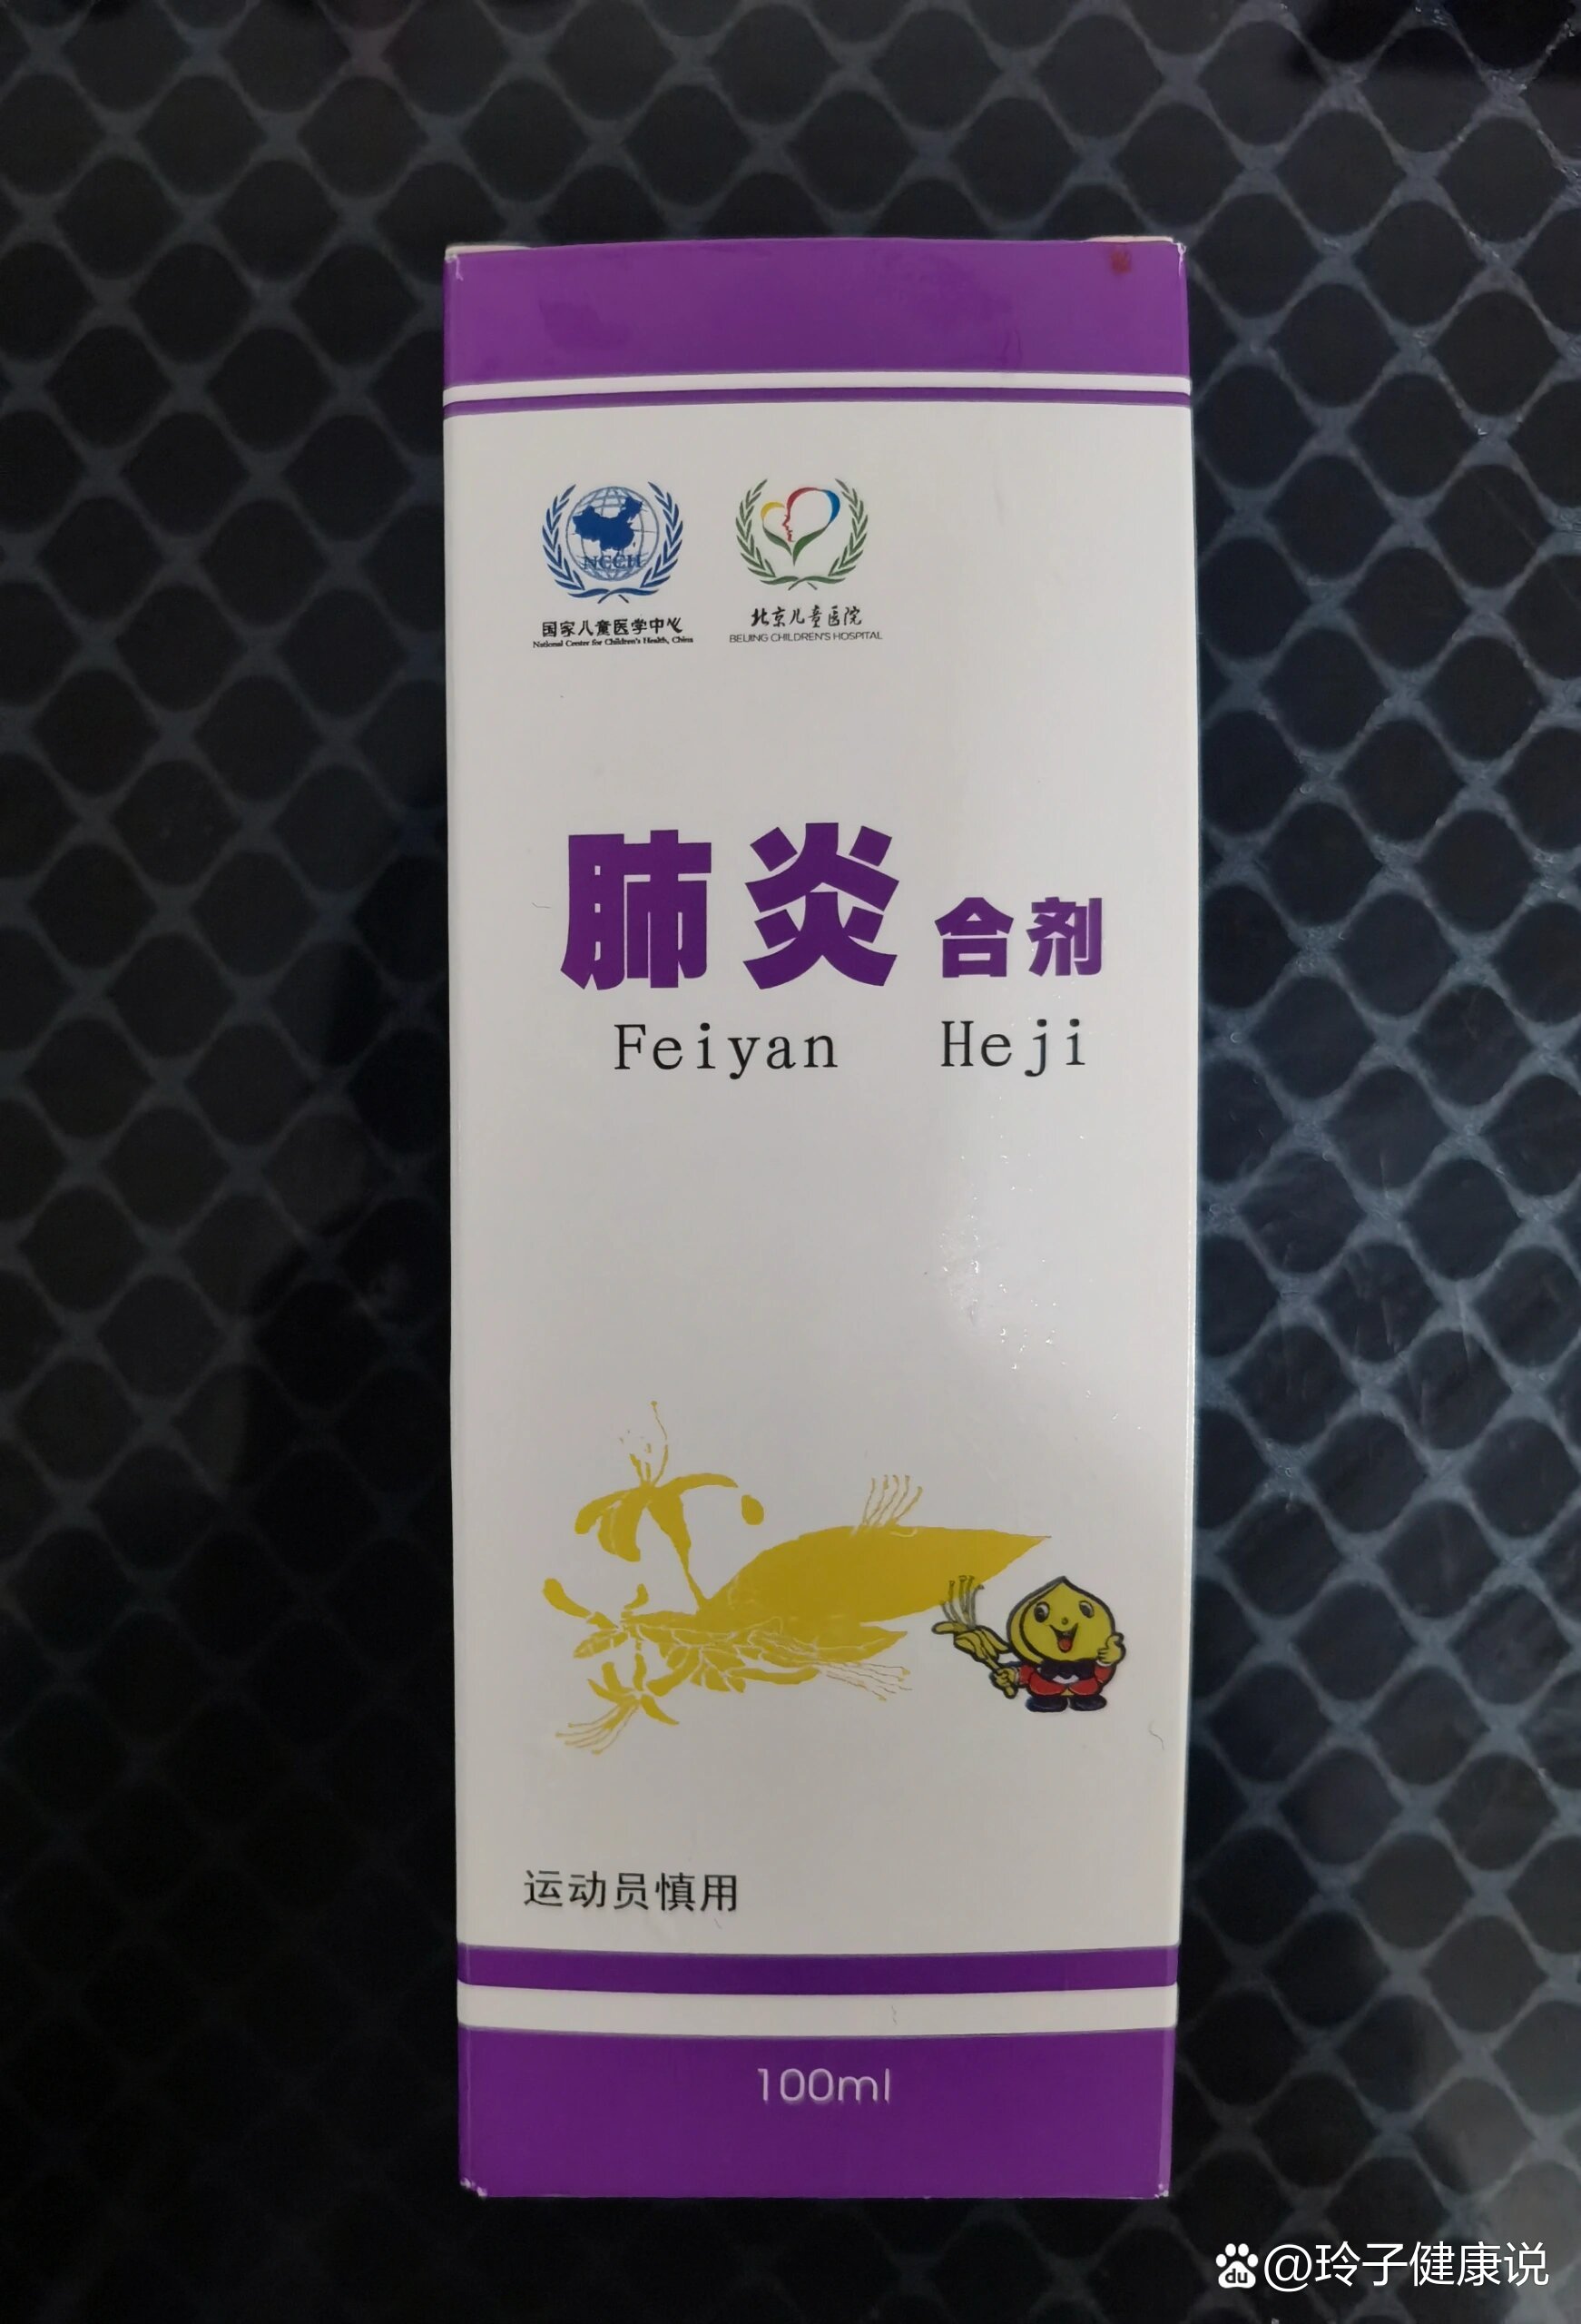 NCCH
国家儿童医学中心
National Center for Children's Health, China
北京儿童医院
BEIJING CHILDREN'S HOSPITAL
肺炎合剂
Feiyan Heji
运动员慎用
100ml
du @玲子健康说